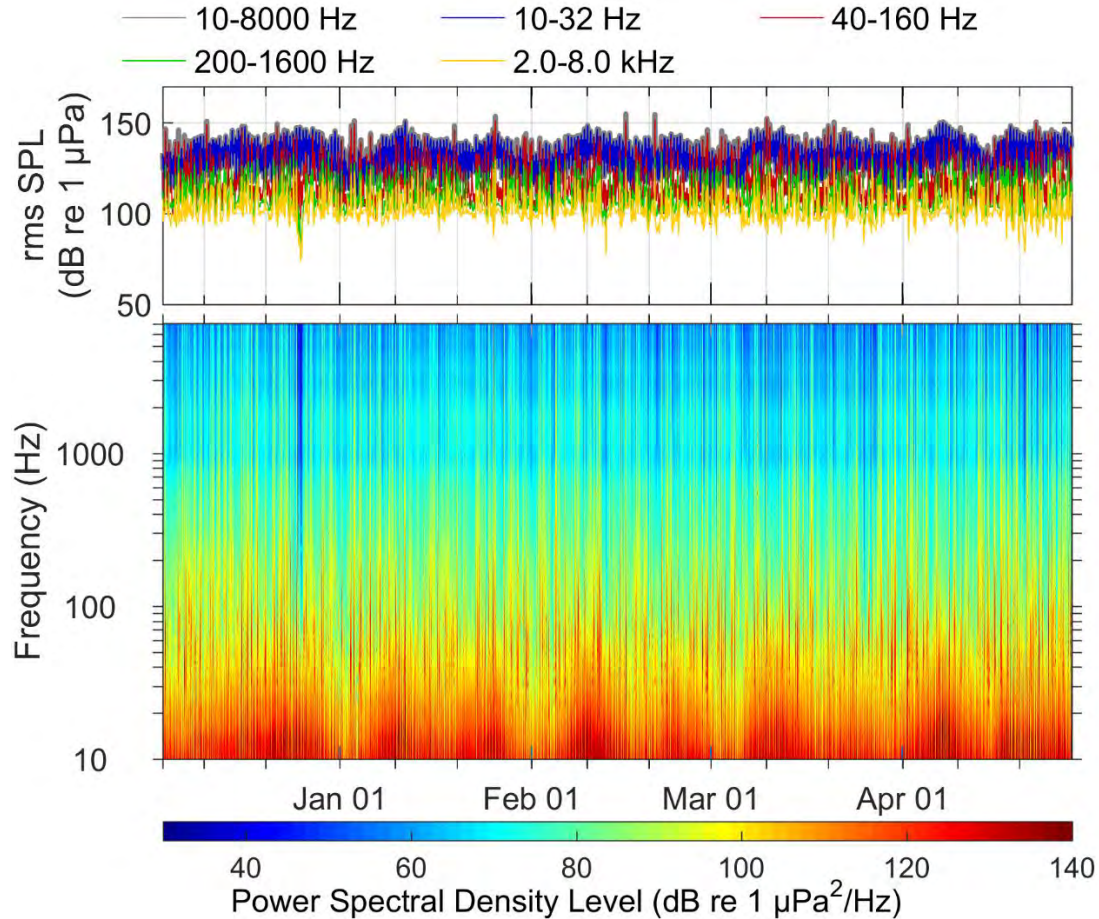 10-8000 Hz 10-32 Hz 40-160 Hz
200-1600 Hz 2.0-8.0 kHz
rms SPL
(dB re 1 µPa)
150
100
50
Frequency (Hz)
1000
100
10
Jan 01 Feb 01 Mar 01 Apr 01
40 60 80 100 120 140
Power Spectral Density Level (dB re 1 µPa²/Hz)